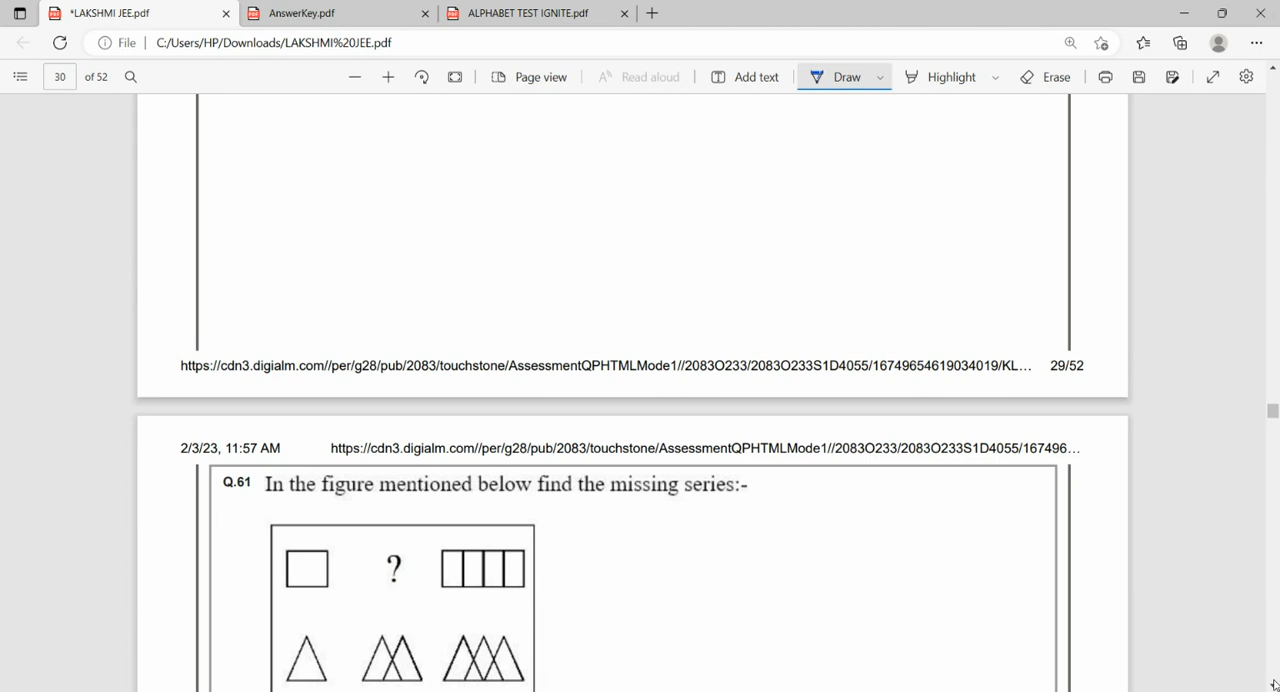 *LAKSHMI JEE.pdf
AnswerKey.pdf
ALPHABET TEST IGNITE.pdf
File
C:/Users/HP/Downloads/LAKSHMI%20JEE.pdf
30 of 52
Page view
Read aloud
Add text
Draw
Highlight
Erase
https://cdn3.digialm.com//per/g28/pub/2083/touchstone/AssessmentQPHTMLMode1//2083O233/2083O233S1D4055/16749654619034019/KL... 29/52
2/3/23, 11:57 AM https://cdn3.digialm.com//per/g28/pub/2083/touchstone/AssessmentQPHTMLMode1//2083O233/2083O233S1D4055/167496...
Q.61 In the figure mentioned below find the missing series:-
?